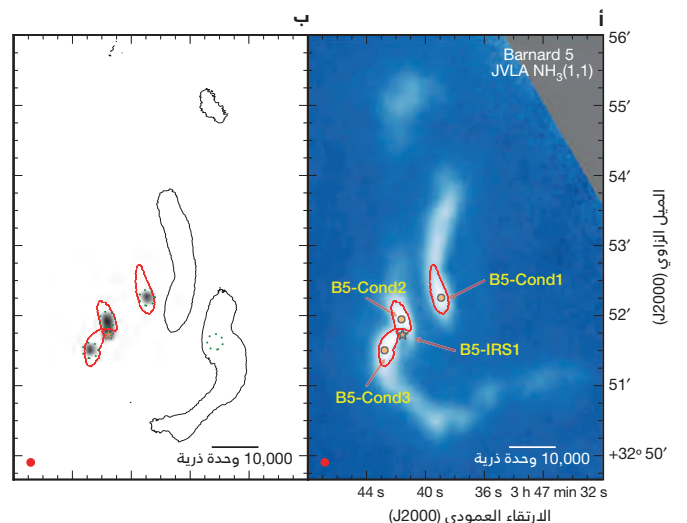 أ
ب
Barnard 5
JVLA NH₃(1,1)
56′
55′
54′
53′
52′
51′
+32° 50′
الميل الزاوي (J2000)
B5-Cond1
B5-Cond2
B5-IRS1
B5-Cond3
10,000 وحدة ذرية
10,000 وحدة ذرية
44 s 40 s 36 s 3 h 47 min 32 s
الارتقاء العمودي (J2000)